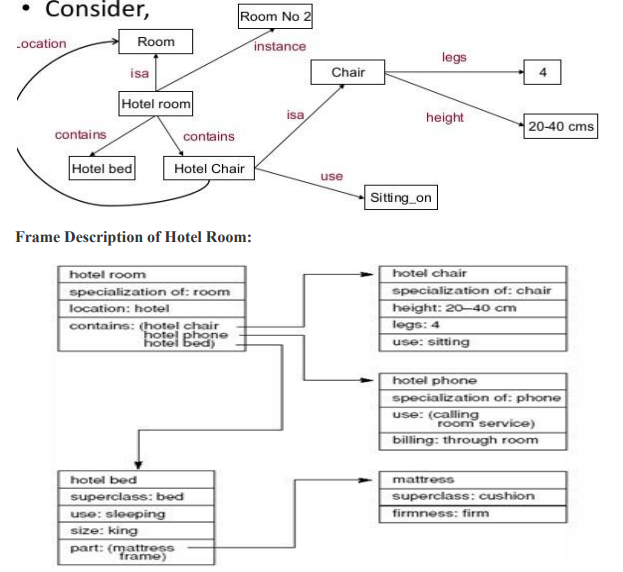 • Consider,
Room No 2
Location
Room
instance
legs
isa
Chair
4
Hotel room
isa
height
20-40 cms
contains
contains
Hotel bed
Hotel Chair
use
Sitting_on
Frame Description of Hotel Room:
hotel room
specialization of: room
location: hotel
contains: (hotel chair
hotel phone
hotel bed)
hotel chair
specialization of: chair
height: 20–40 cm
legs: 4
use: sitting
hotel phone
specialization of: phone
use: (calling
room service)
billing: through room
hotel bed
superclass: bed
use: sleeping
size: king
part: (mattress
frame)
mattress
superclass: cushion
firmness: firm